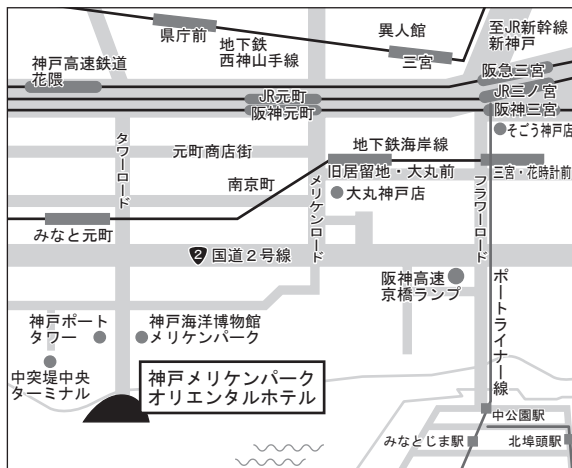 県庁前
地下鉄
西神山手線
異人館
三宮
至JR新幹線
新神戸
神戸高速鉄道
花隈
阪急三宮
JR三ノ宮
阪神三宮
JR元町
阪神元町
そごう神戸店
タワーロード
元町商店街
地下鉄海岸線
旧居留地・大丸前
三宮・花時計前
南京町
メリケンロード
大丸神戸店
フラワーロード
みなと元町
2 国道2号線
阪神高速
京橋ランプ
ポートライナー線
神戸ポート
タワー
神戸海洋博物館
メリケンパーク
中突堤中央
ターミナル
神戸メリケンパーク
オリエンタルホテル
中公園駅
みなとじま駅
北埠頭駅